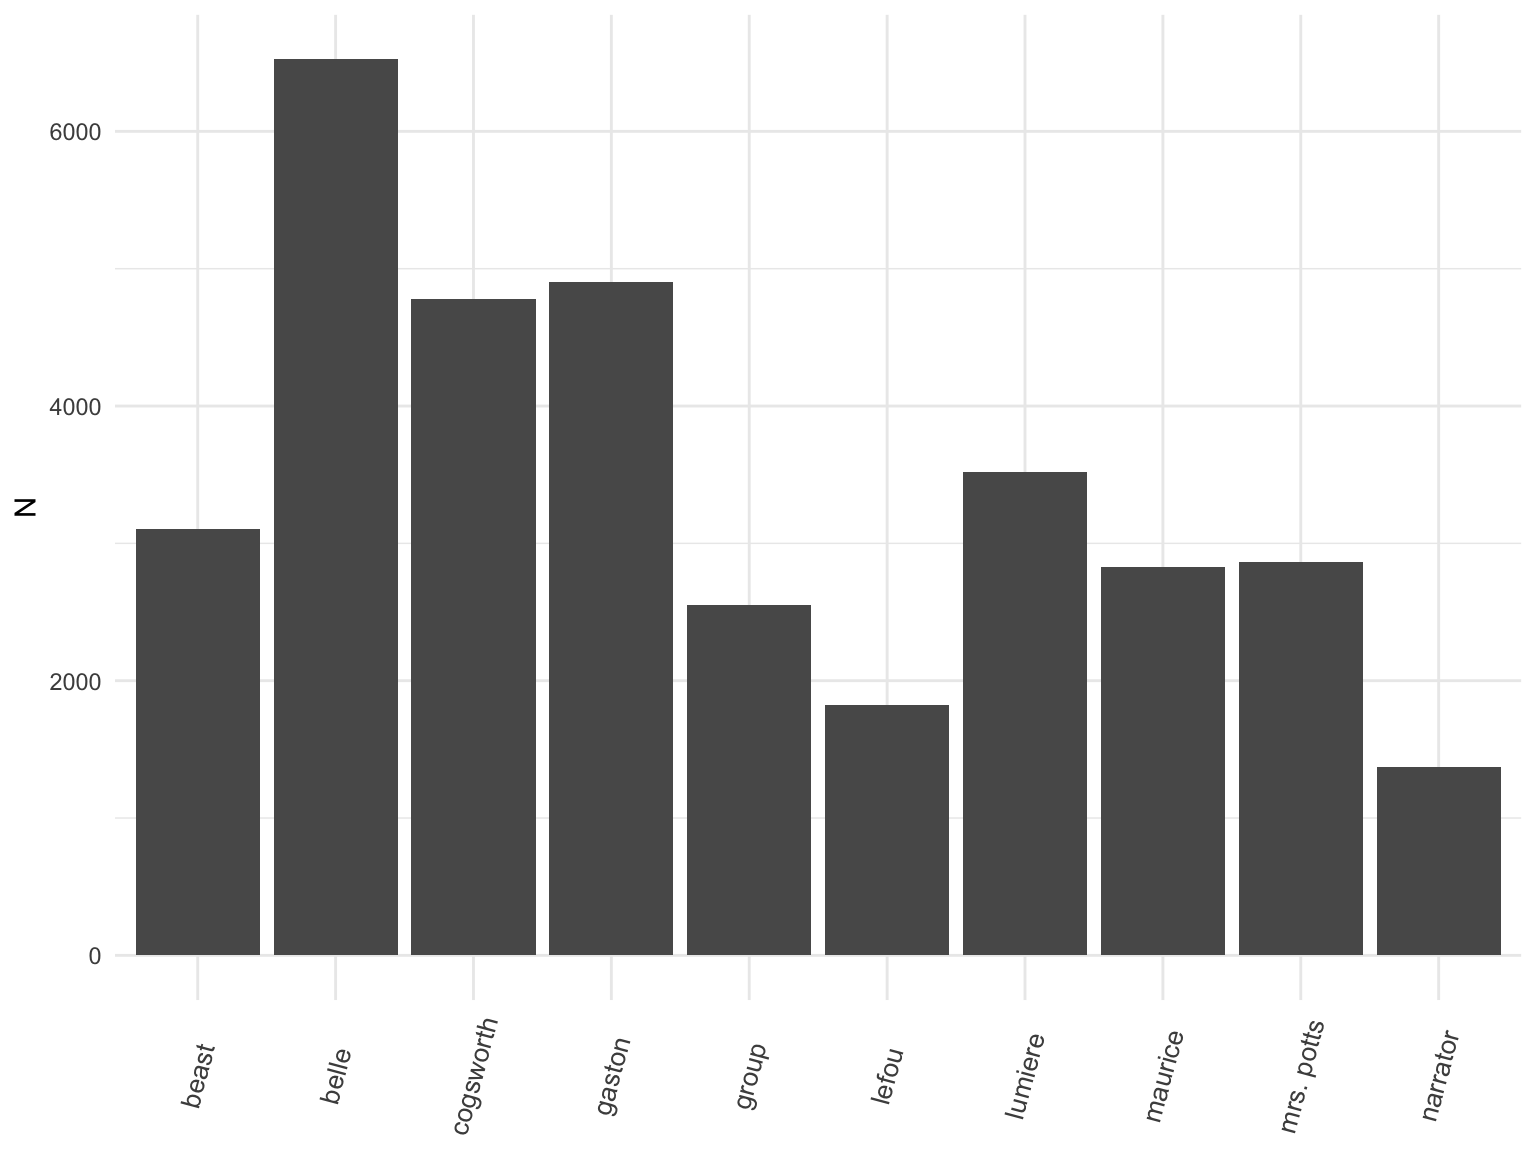 6000
4000
2000
0
N
beast
belle
cogsworth
gaston
group
lefou
lumiere
maurice
mrs. potts
narrator